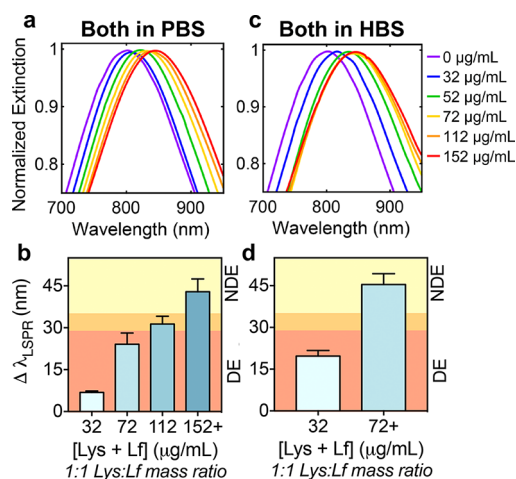 a Both in PBS
c Both in HBS
Normalized Extinction
1
0.9
0.8
700 800 900
Wavelength (nm)
1
0.9
0.8
700 800 900
Wavelength (nm)
0 µg/mL
32 µg/mL
52 µg/mL
72 µg/mL
112 µg/mL
152 µg/mL
b
Δ λLSPR (nm)
45
30
15
0
NDE
DE
32 72 112 152+
[Lys + Lf] (µg/mL)
1:1 Lys:Lf mass ratio
d
45
30
15
0
NDE
DE
32 72+
[Lys + Lf] (µg/mL)
1:1 Lys:Lf mass ratio